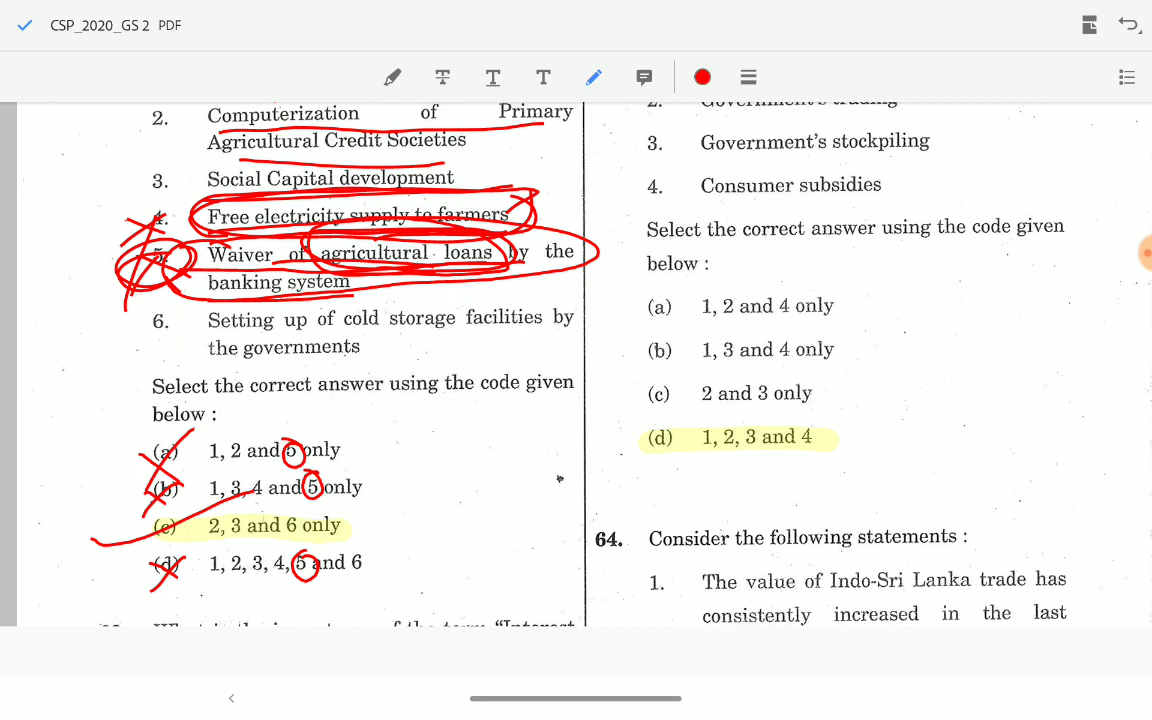 CSP_2020_GS 2 PDF
2. Computerization of Primary
Agricultural Credit Societies
3. Social Capital development
4. Free electricity supply to farmers
5. Waiver of agricultural loans by the
banking system
6. Setting up of cold storage facilities by
the governments
Select the correct answer using the code given
below :
(a) 1, 2 and 5 only
(b) 1, 3, 4 and 5 only
(c) 2, 3 and 6 only
(d) 1, 2, 3, 4, 5 and 6
2. Government's trading
3. Government's stockpiling
4. Consumer subsidies
Select the correct answer using the code given
below :
(a) 1, 2 and 4 only
(b) 1, 3 and 4 only
(c) 2 and 3 only
(d) 1, 2, 3 and 4
64. Consider the following statements :
1. The value of Indo-Sri Lanka trade has
consistently increased in the last